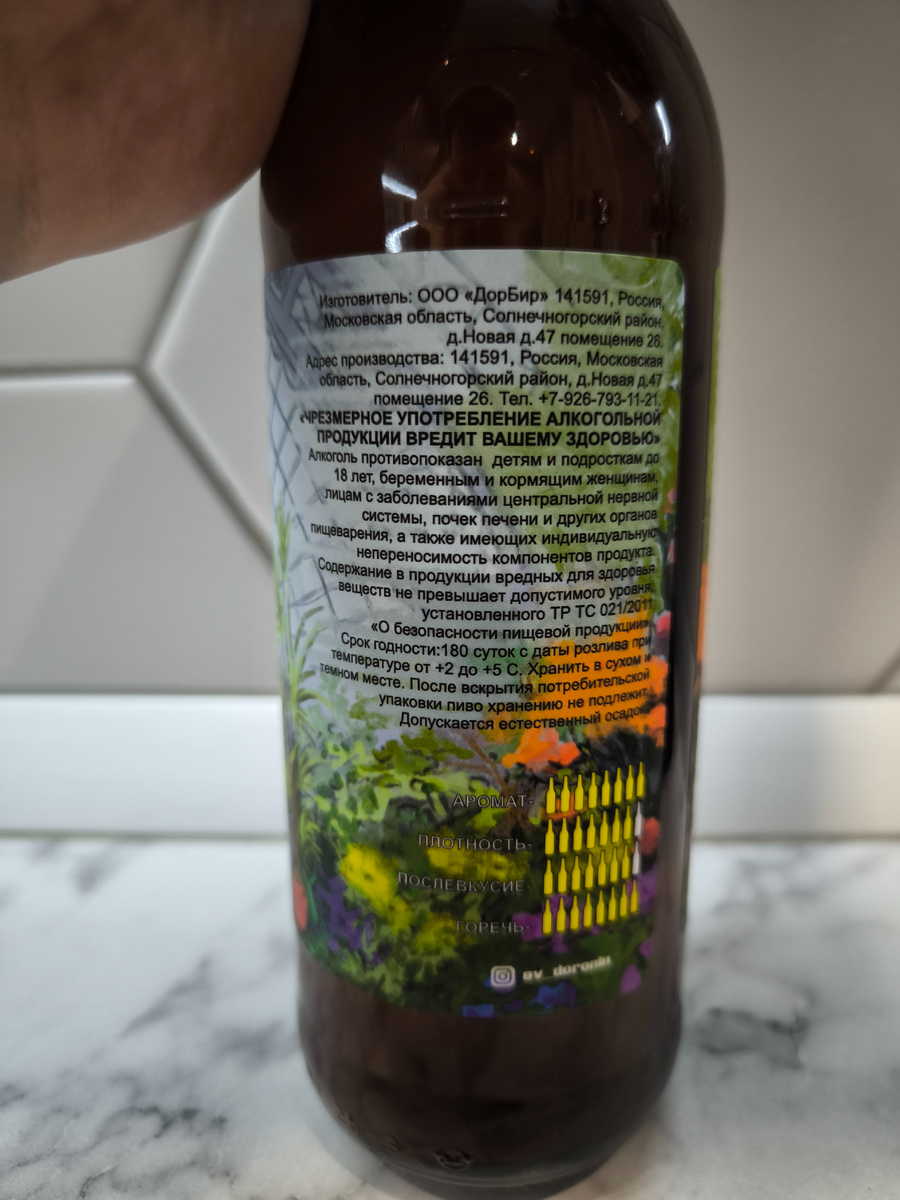 Изготовитель: ООО «ДорБир» 141591, Россия,
Московская область, Солнечногорский район,
д.Новая д.47 помещение 26.
Адрес производства: 141591, Россия, Московская
область, Солнечногорский район, д.Новая д.47
помещение 26. Тел. +7-926-793-11-21.
«ЧРЕЗМЕРНОЕ УПОТРЕБЛЕНИЕ АЛКОГОЛЬНОЙ
ПРОДУКЦИИ ВРЕДИТ ВАШЕМУ ЗДОРОВЬЮ»
Алкоголь противопоказан детям и подросткам до
18 лет, беременным и кормящим женщинам,
лицам с заболеваниями центральной нервной
системы, почек печени и других органов
пищеварения, а также имеющих индивидуальную
непереносимость компонентов продукта.
Содержание в продукции вредных для здоровья
веществ не превышает допустимого уровня,
установленного ТР ТС 021/2011
«О безопасности пищевой продукции».
Срок годности:180 суток с даты розлива при
температуре от +2 до +5 С. Хранить в сухом и
темном месте. После вскрытия потребительской
упаковки пиво хранению не подлежит.
Допускается естественный осадок.
АРОМАТ-
ПЛОТНОСТЬ-
ПОСЛЕВКУСИЕ-
ГОРЕЧЬ-
ev_doronin